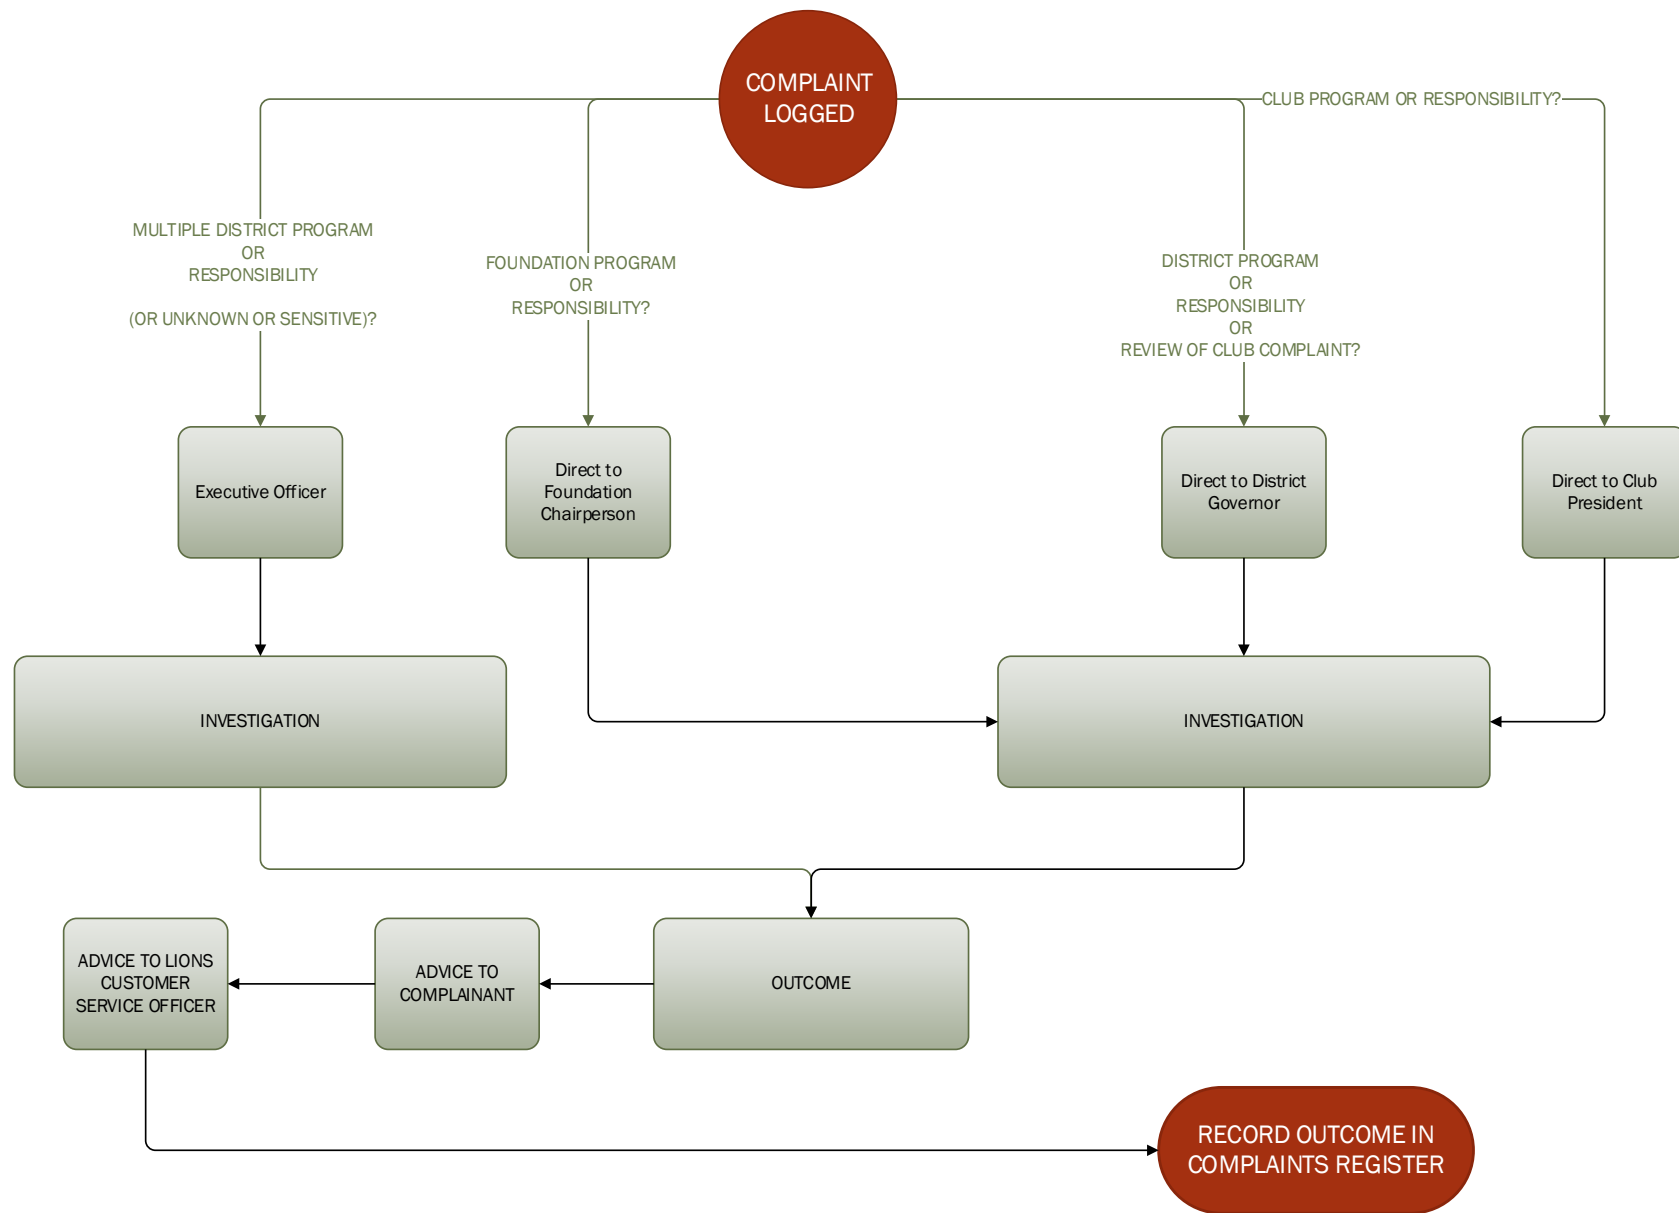 COMPLAINT
LOGGED
CLUB PROGRAM OR RESPONSIBILITY?
MULTIPLE DISTRICT PROGRAM
OR
RESPONSIBILITY
(OR UNKNOWN OR SENSITIVE)?
FOUNDATION PROGRAM
OR
RESPONSIBILITY?
DISTRICT PROGRAM
OR
RESPONSIBILITY
OR
REVIEW OF CLUB COMPLAINT?
Executive Officer
Direct to
Foundation
Chairperson
Direct to District
Governor
Direct to Club
President
INVESTIGATION
INVESTIGATION
ADVICE TO LIONS
CUSTOMER
SERVICE OFFICER
ADVICE TO
COMPLAINANT
OUTCOME
RECORD OUTCOME IN
COMPLAINTS REGISTER